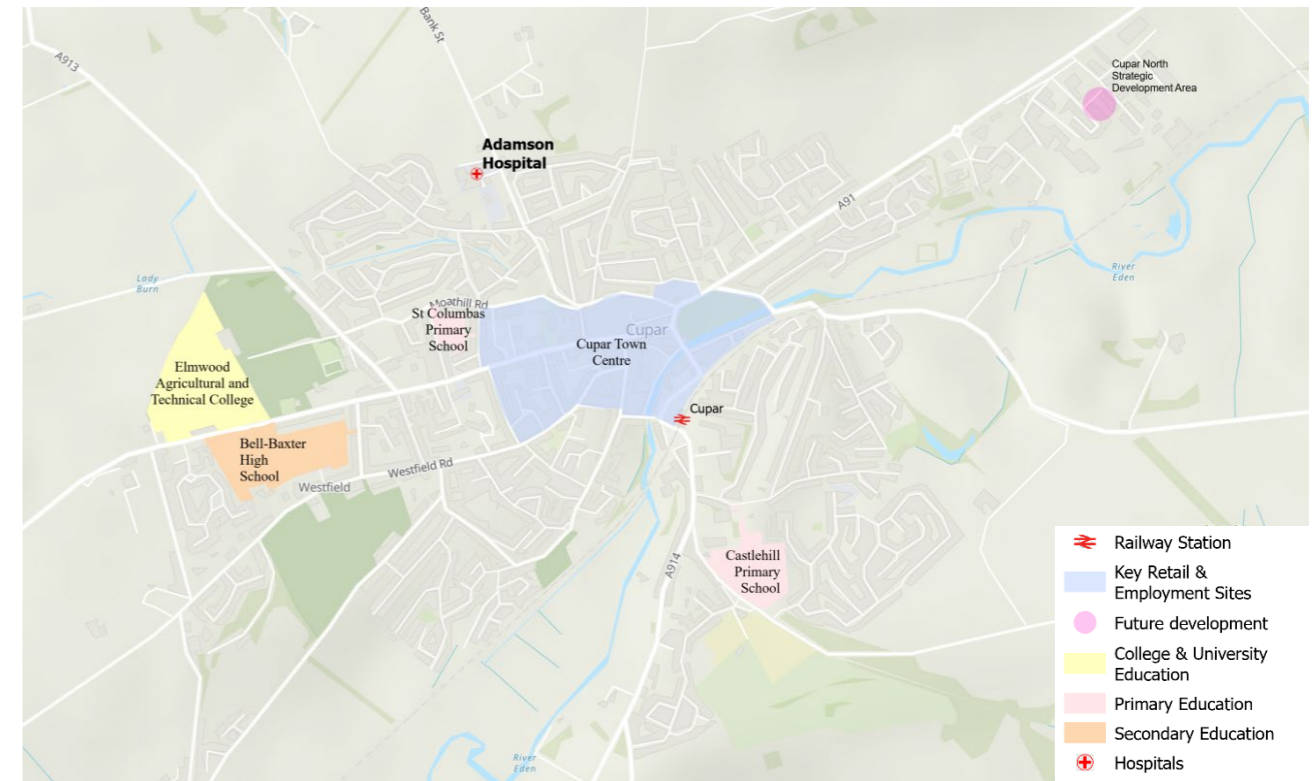 Bank St
A913
Cupar North
Strategic
Development Area
Adamson
Hospital
A91
River
Eden
Lady
Burn
Moathill Rd
St Columbas
Primary
School
Cupar
Cupar Town
Centre
Elmwood
Agricultural and
Technical College
Cupar
Bell-Baxter
High
School
Westfield Rd
Westfield
Castlehill
Primary
School
A914
River
Eden
Railway Station
Key Retail &
Employment Sites
Future development
College & University
Education
Primary Education
Secondary Education
Hospitals